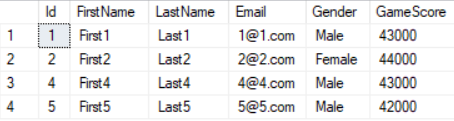 Id FirstName LastName Email Gender GameScore
1 1 First1 Last1 1@1.com Male 43000
2 2 First2 Last2 2@2.com Female 44000
3 4 First4 Last4 4@4.com Male 43000
4 5 First5 Last5 5@5.com Male 42000